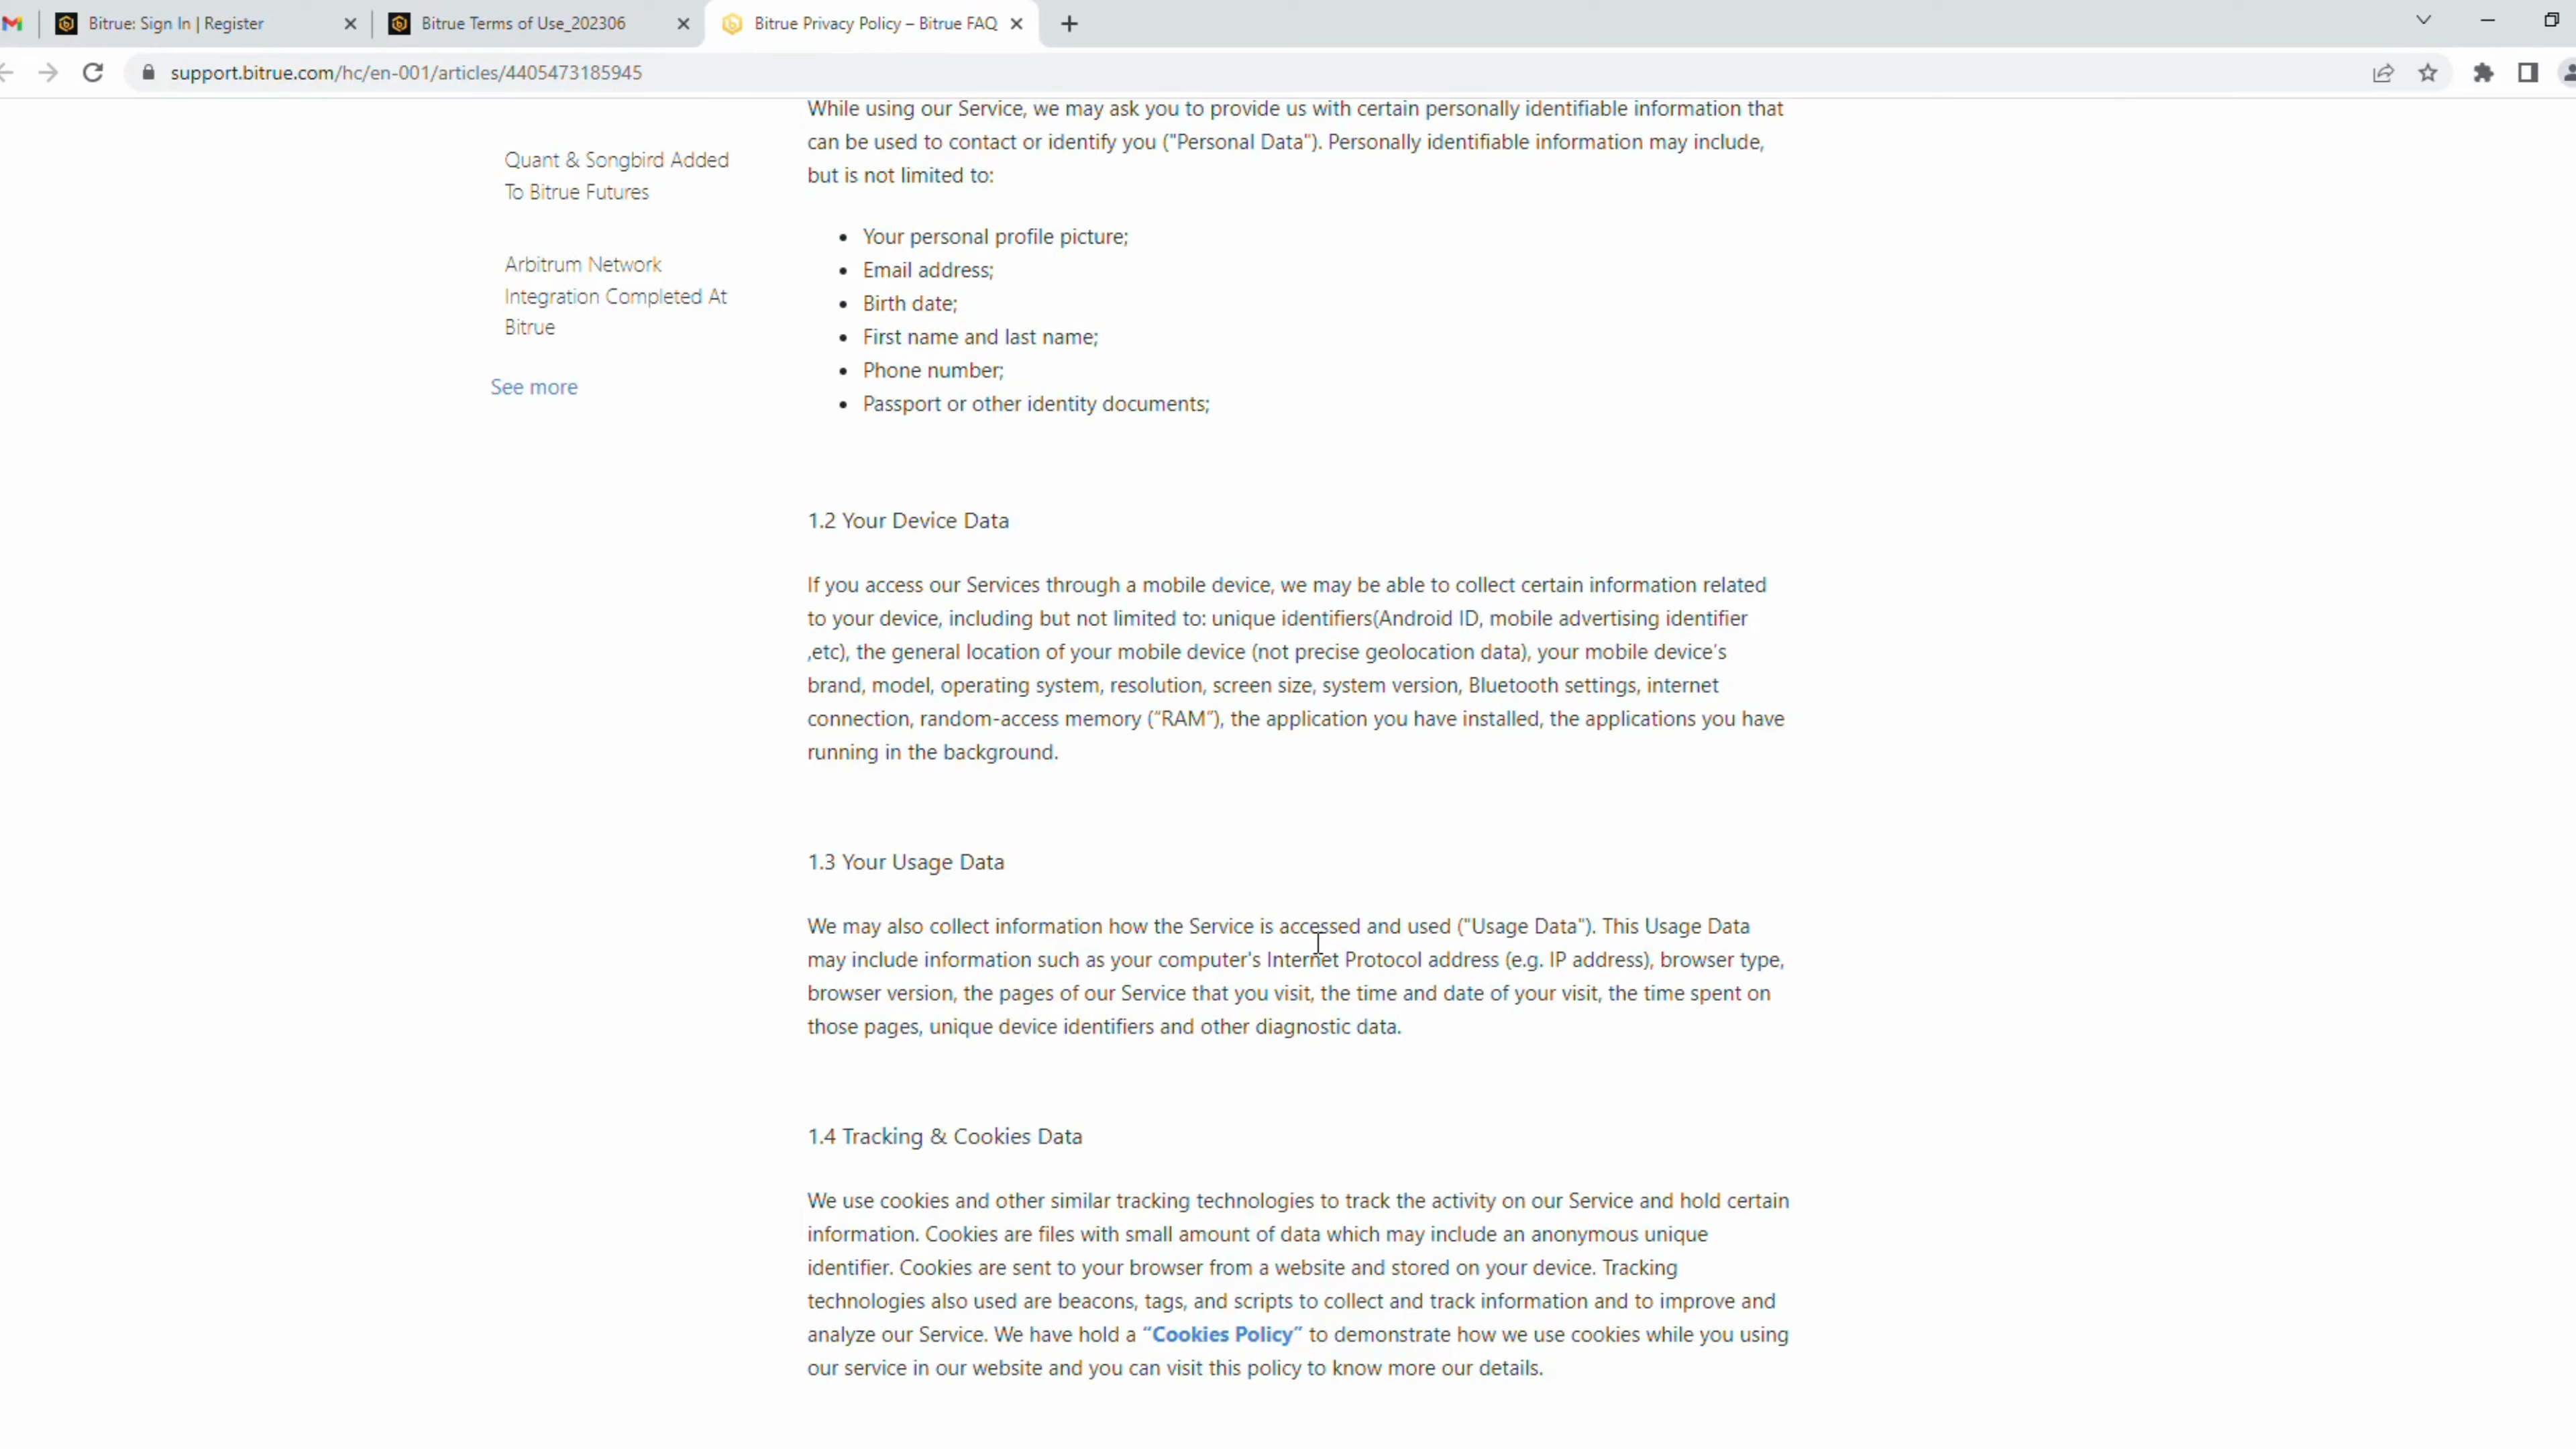 Bitrue: Sign In | Register
Bitrue Terms of Use_202306
Bitrue Privacy Policy – Bitrue FAQ
support.bitrue.com/hc/en-001/articles/4405473185945
Quant & Songbird Added
To Bitrue Futures
Arbitrum Network
Integration Completed At
Bitrue
See more
While using our Service, we may ask you to provide us with certain personally identifiable information that
can be used to contact or identify you ("Personal Data"). Personally identifiable information may include,
but is not limited to:
• Your personal profile picture;
• Email address;
• Birth date;
• First name and last name;
• Phone number;
• Passport or other identity documents;
1.2 Your Device Data
If you access our Services through a mobile device, we may be able to collect certain information related
to your device, including but not limited to: unique identifiers(Android ID, mobile advertising identifier
,etc), the general location of your mobile device (not precise geolocation data), your mobile device's
brand, model, operating system, resolution, screen size, system version, Bluetooth settings, internet
connection, random-access memory (“RAM”), the application you have installed, the applications you have
running in the background.
1.3 Your Usage Data
We may also collect information how the Service is accessed and used ("Usage Data"). This Usage Data
may include information such as your computer's Internet Protocol address (e.g. IP address), browser type,
browser version, the pages of our Service that you visit, the time and date of your visit, the time spent on
those pages, unique device identifiers and other diagnostic data.
1.4 Tracking & Cookies Data
We use cookies and other similar tracking technologies to track the activity on our Service and hold certain
information. Cookies are files with small amount of data which may include an anonymous unique
identifier. Cookies are sent to your browser from a website and stored on your device. Tracking
technologies also used are beacons, tags, and scripts to collect and track information and to improve and
analyze our Service. We have hold a “Cookies Policy” to demonstrate how we use cookies while you using
our service in our website and you can visit this policy to know more our details.